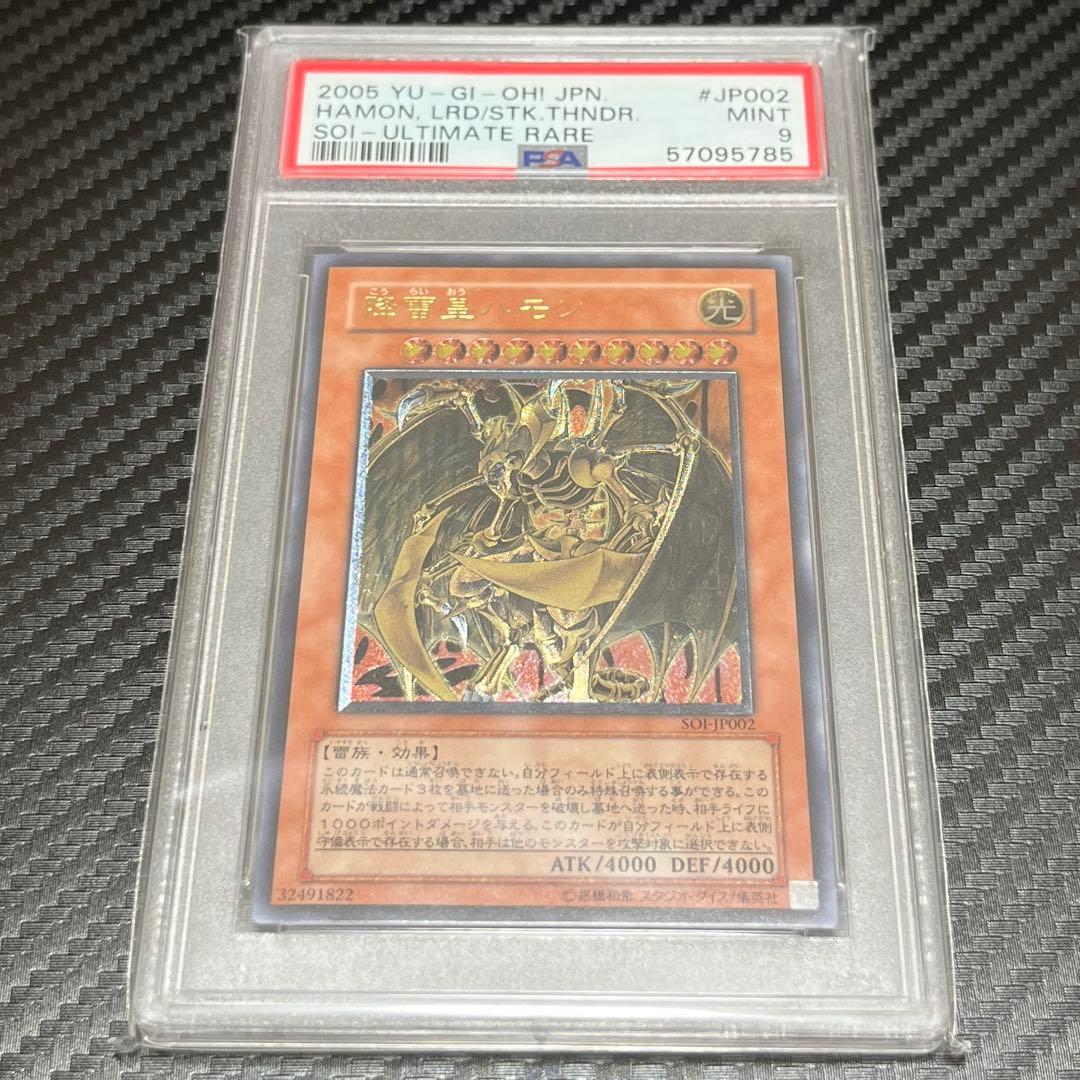 2005 YU-GI-OH! JPN. #JP002
HAMON, LRD/STK.THNDR. MINT
SOI-ULTIMATE RARE 9
PSA 57095785
こう らい おう
降雷皇ハモン
光
SOI-JP002
【雷族・効果】
このカードは通常召喚できない。自分フィールド上に表側表示で存在する
永続魔法カード3枚を墓地に送った場合のみ特殊召喚する事ができる。この
カードが戦闘によって相手モンスターを破壊し墓地へ送った時、相手ライフに
1000ポイントダメージを与える。このカードが自分フィールド上に表側
守備表示で存在する場合、相手は他のモンスターを攻撃対象に選択できない。
ATK/4000 DEF/4000
32491822 ©高橋和希 スタジオ・ダイス/集英社